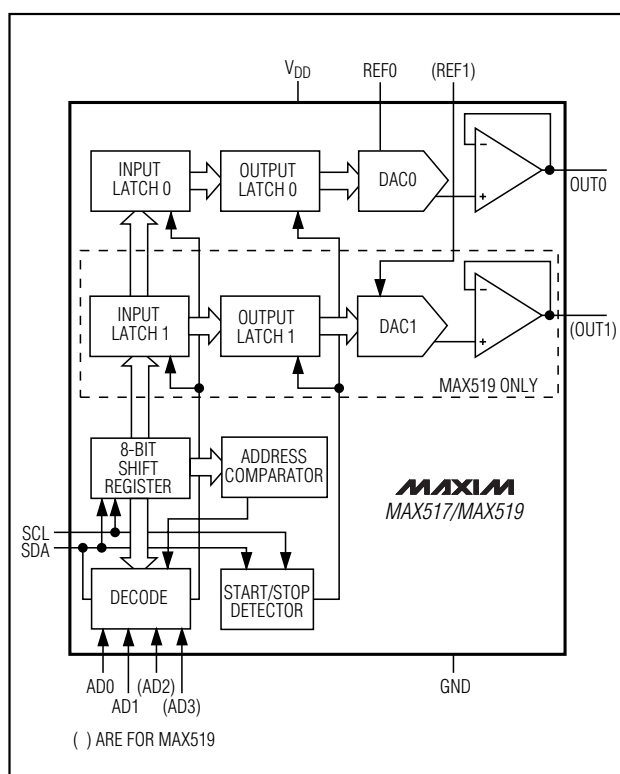 VDD
REF0
(REF1)
INPUT
LATCH 0
OUTPUT
LATCH 0
DAC0
−
+
OUT0
INPUT
LATCH 1
OUTPUT
LATCH 1
DAC1
−
+
(OUT1)
MAX519 ONLY
8-BIT
SHIFT
REGISTER
ADDRESS
COMPARATOR
MAXIM
MAX517/MAX519
SCL
SDA
DECODE
START/STOP
DETECTOR
AD0
AD1
(AD2)
(AD3)
GND
( ) ARE FOR MAX519